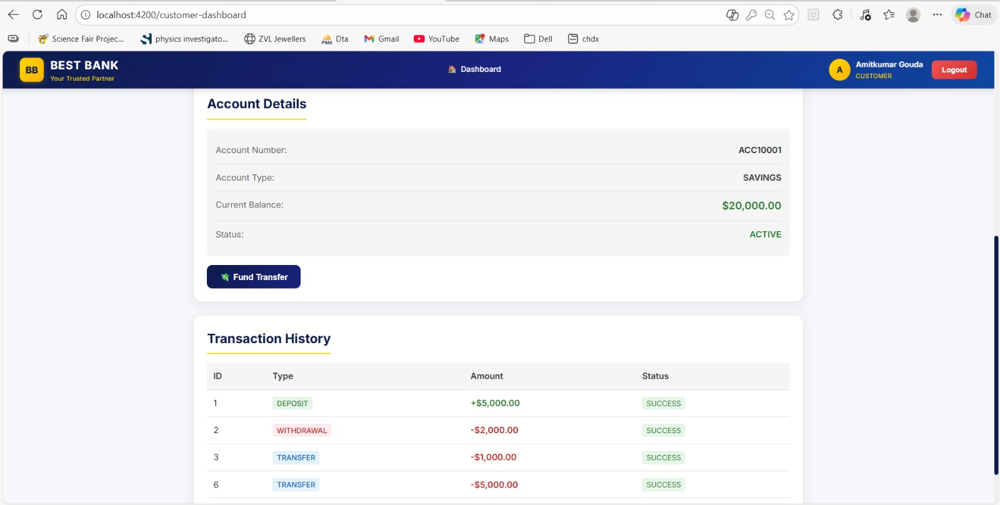 localhost:4200/customer-dashboard
Chat
Science Fair Projec...
physics investigato...
ZVL Jewellers
PMA
Dta
Gmail
YouTube
Maps
Dell
chdx
BB
BEST BANK
Your Trusted Partner
Dashboard
A
Amitkumar Gouda
CUSTOMER
Logout
Account Details
Account Number: ACC10001
Account Type: SAVINGS
Current Balance: $20,000.00
Status: ACTIVE
Fund Transfer
Transaction History
ID Type Amount Status
1 DEPOSIT +$5,000.00 SUCCESS
2 WITHDRAWAL -$2,000.00 SUCCESS
3 TRANSFER -$1,000.00 SUCCESS
6 TRANSFER -$5,000.00 SUCCESS